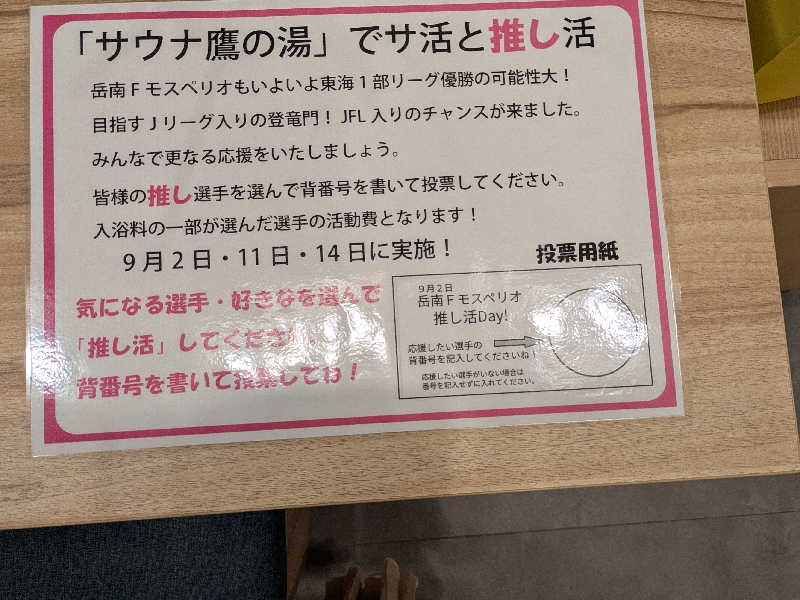 「サウナ鷹の湯」でサ活と推し活
岳南Fモスペリオもいよいよ東海1部リーグ優勝の可能性大！
目指すJリーグ入りの登竜門！JFL入りのチャンスが来ました。
みんなで更なる応援をいたしましょう。
皆様の推し選手を選んで背番号を書いて投票してください。
入浴料の一部が選んだ選手の活動費となります！
9月2日・11日・14日に実施！
気になる選手・好きなを選んで
「推し活」してください。
背番号を書いて投票してね！
投票用紙
9月2日
岳南Fモスペリオ
推し活Day!
応援したい選手の
背番号を記入してくださいね！
応援したい選手がいない場合は
番号を記入せずに入れてください。